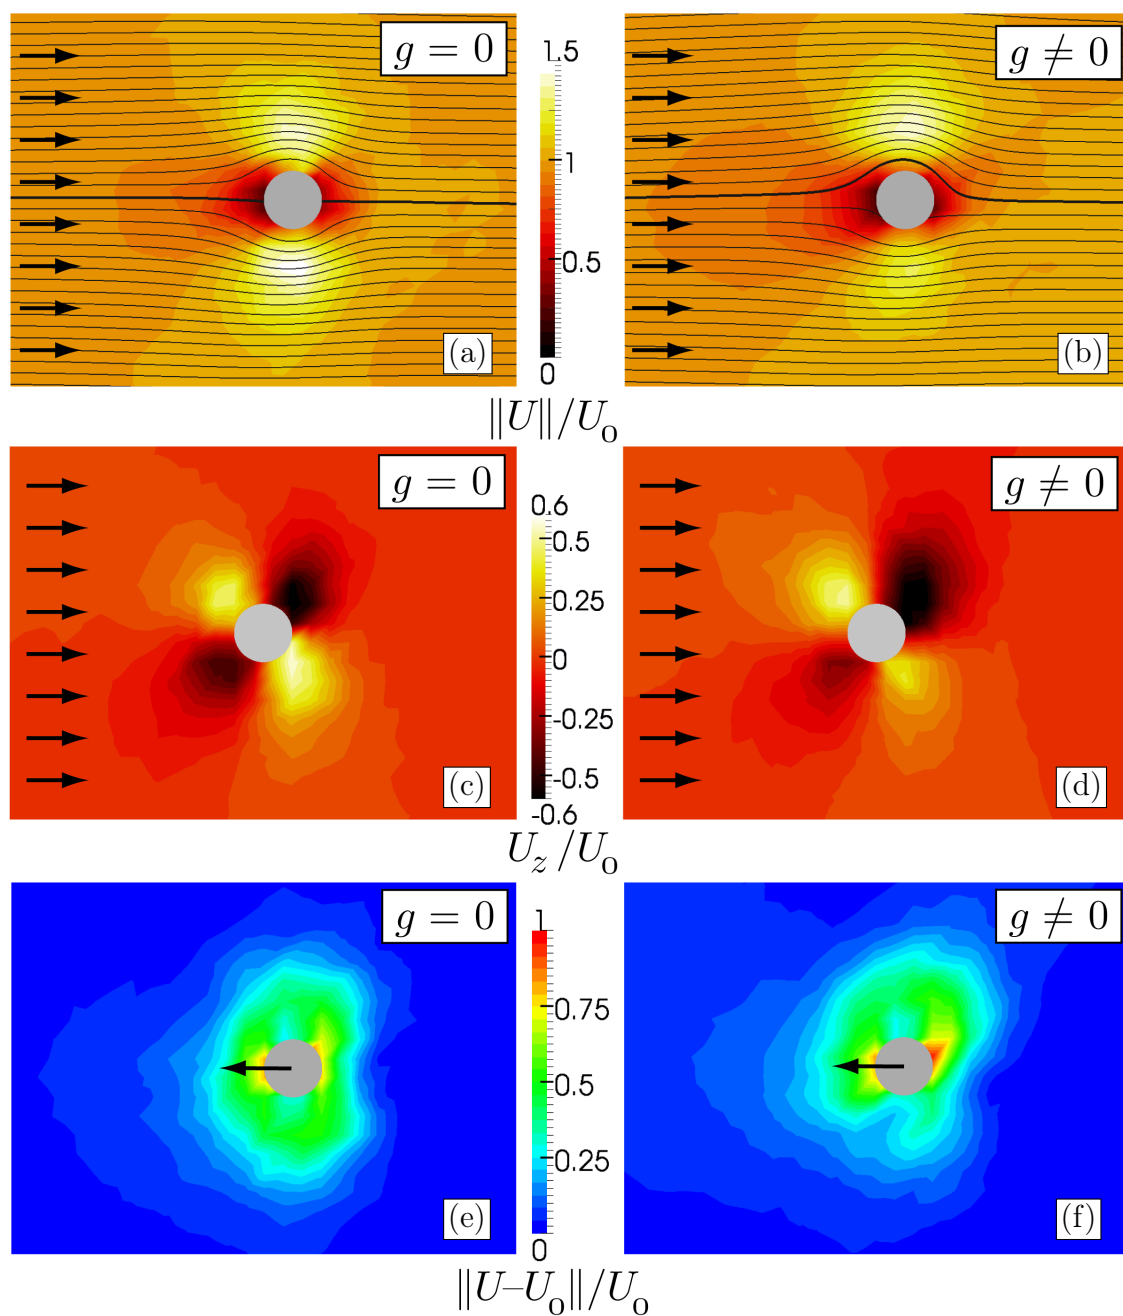 g = 0
1.5
1
0.5
0
g ≠ 0
(a)
(b)
‖U‖/U₀
g = 0
0.6
0.5
0.25
0
-0.25
-0.5
-0.6
g ≠ 0
(c)
(d)
U_z/U₀
g = 0
1
0.75
0.5
0.25
0
g ≠ 0
(e)
(f)
‖U–U₀‖/U₀